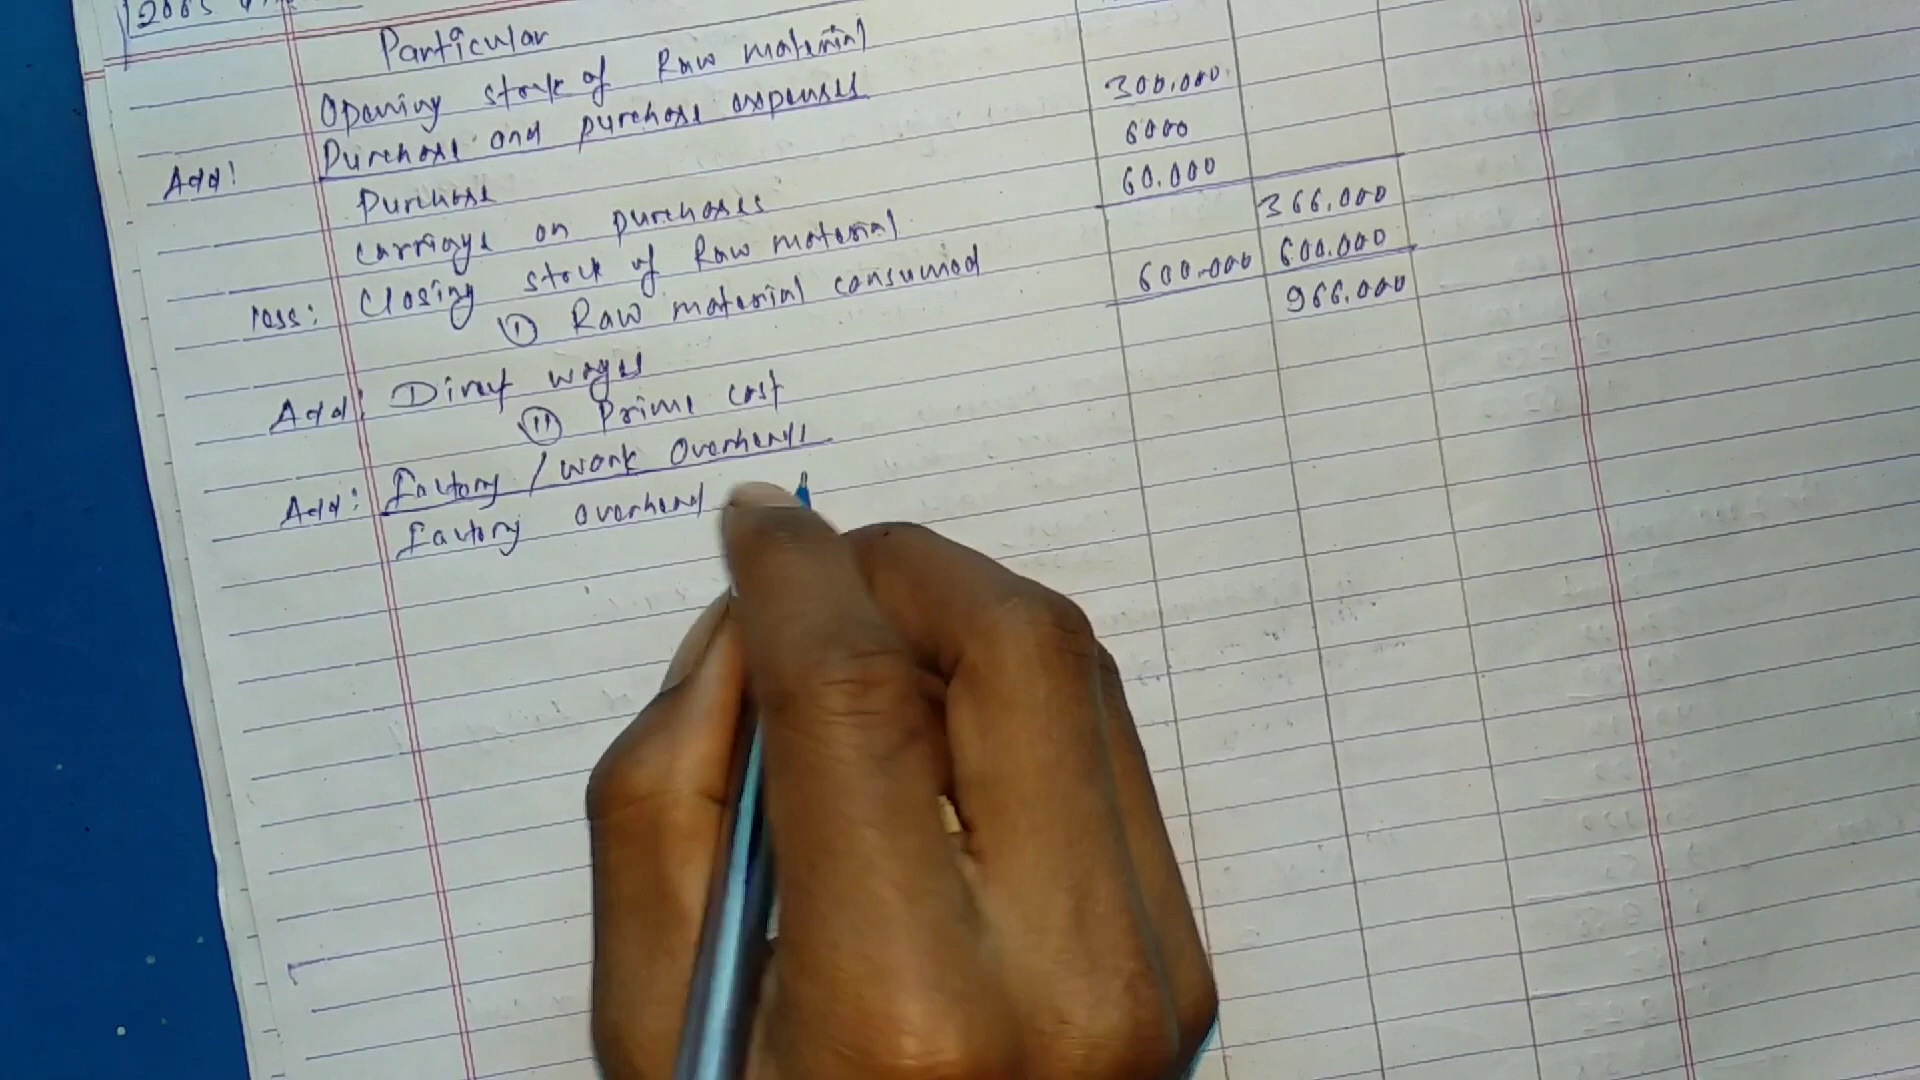 Particular
Opening stock of Raw material
Add: Purchase and purchase expenses
Purchase 300,000
Carriage on purchases 6000
less: Closing stock of Raw material 60.000
① Raw material consumed 366,000
Add: Direct wages 600.000 600.000
② Prime cost 966.000
Add: Factory / work Overheads
Factory overhead